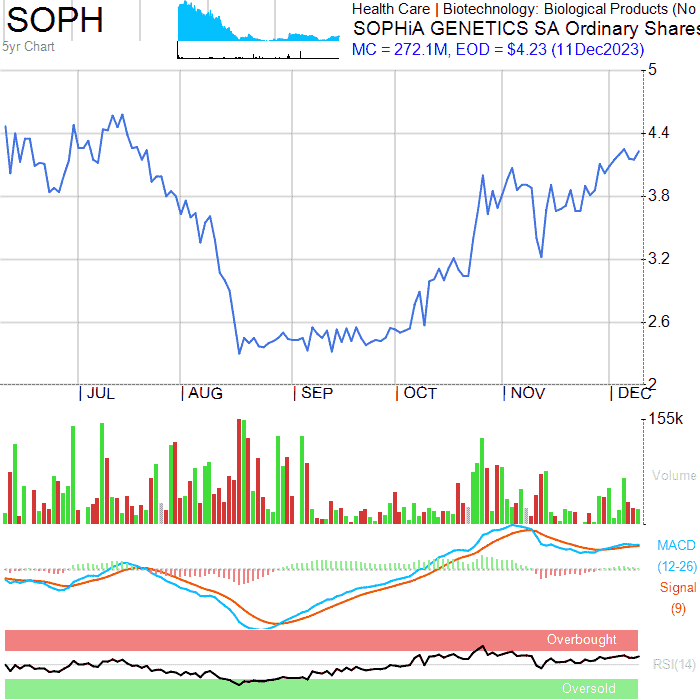 SOPH
5yr Chart
Health Care | Biotechnology: Biological Products (No
SOPHiA GENETICS SA Ordinary Shares
MC = 272.1M, EOD = $4.23 (11Dec2023)
5
4.4
3.8
3.2
2.6
2
| JUL | AUG | SEP | OCT | NOV | DEC
155k
Volume
MACD
(12-26)
Signal
(9)
Overbought
RSI(14)
Oversold